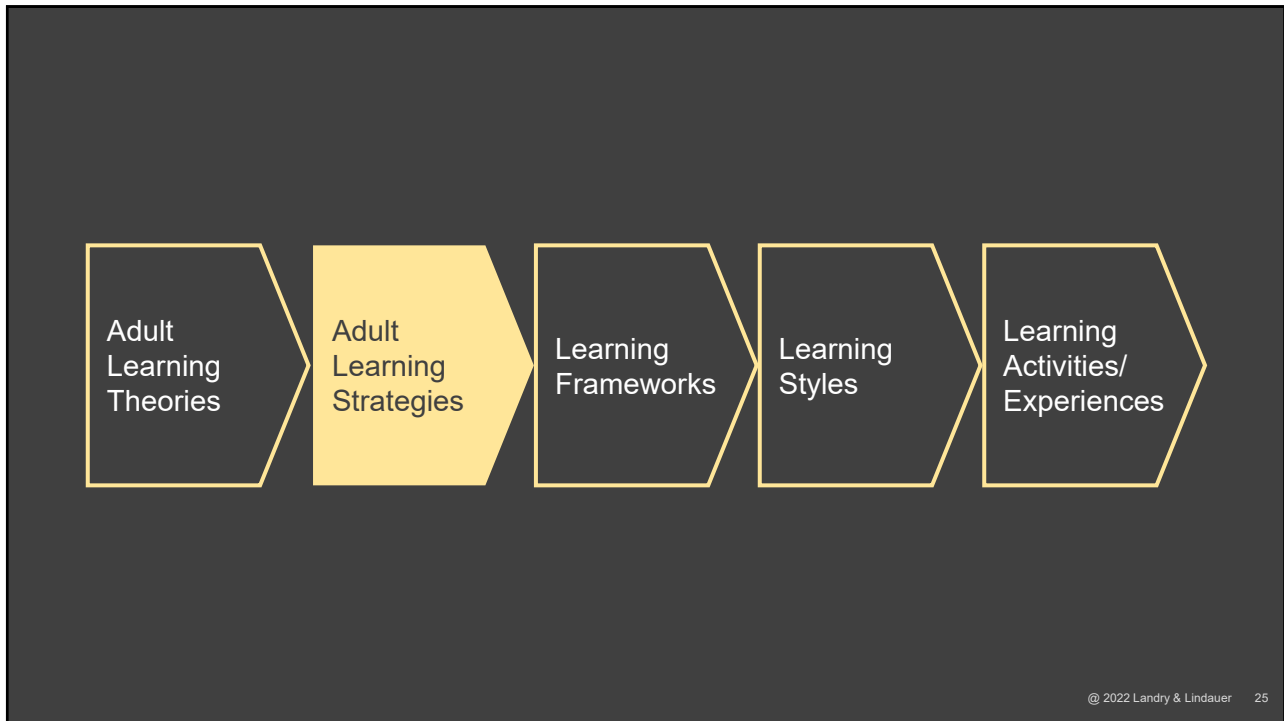 Adult
Learning
Theories
Adult
Learning
Strategies
Learning
Frameworks
Learning
Styles
Learning
Activities/
Experiences
@ 2022 Landry & Lindauer 25